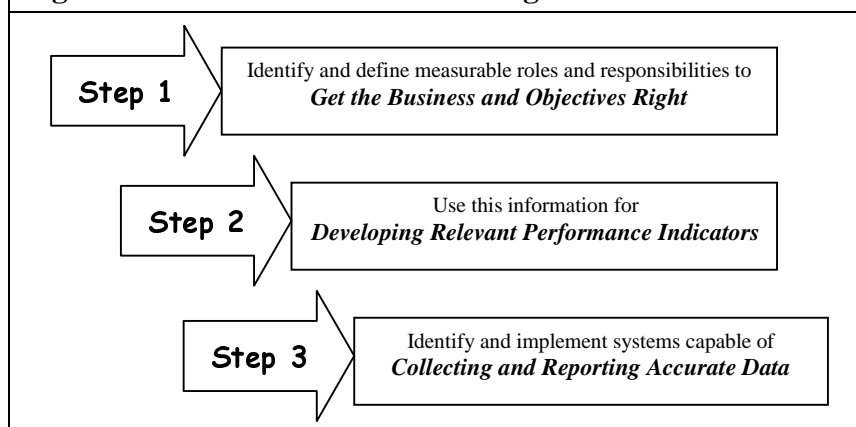 Step 1
Identify and define measurable roles and responsibilities to
Get the Business and Objectives Right
Step 2
Use this information for
Developing Relevant Performance Indicators
Step 3
Identify and implement systems capable of
Collecting and Reporting Accurate Data